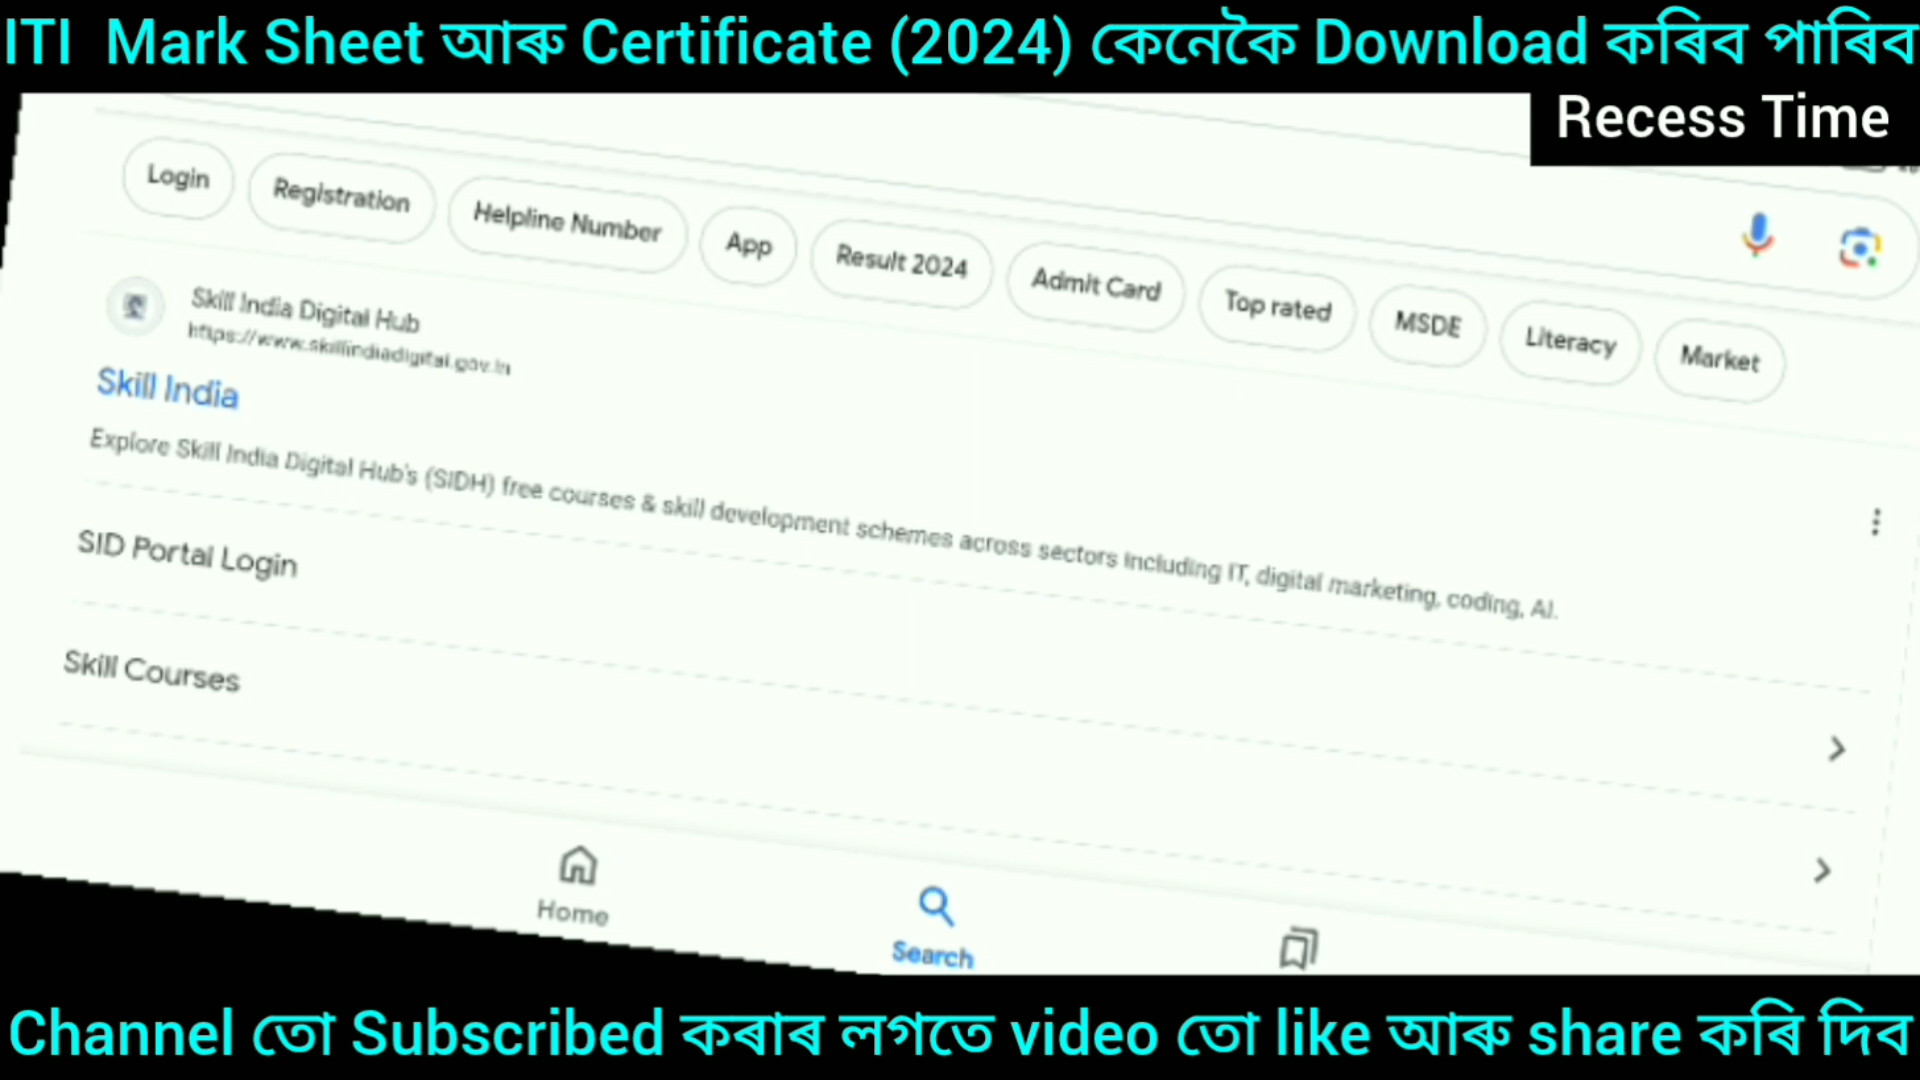 ITI Mark Sheet আৰু Certificate (2024) কেনেকৈ Download কৰিব পাৰিব
Recess Time
Login
Registration
Helpline Number
App
Result 2024
Admit Card
Top rated
MSDE
Literacy
Market
Skill India Digital Hub
https://www.skillindiadigital.gov.in
Skill India
Explore Skill India Digital Hub's (SIDH) free courses & skill development schemes across sectors including IT, digital marketing, coding, AI.
SID Portal Login
Skill Courses
Home
Search
Channel তো Subscribed কৰাৰ লগতে video তো like আৰু share কৰি দিব